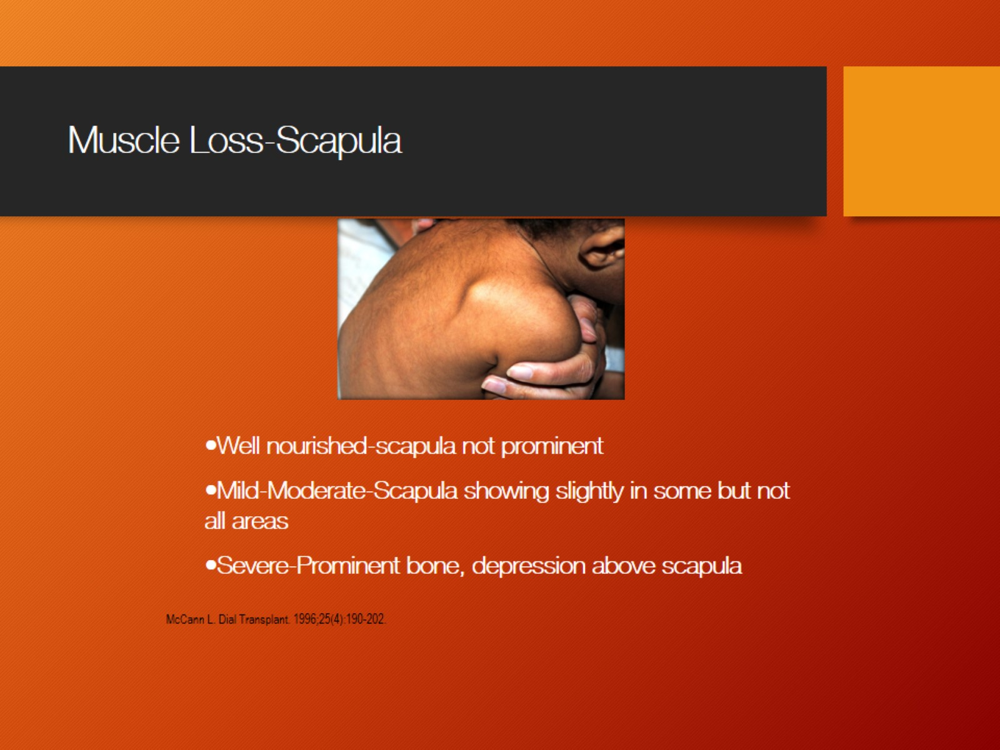 Muscle Loss-Scapula
•Well nourished-scapula not prominent
•Mild-Moderate-Scapula showing slightly in some but not
all areas
•Severe-Prominent bone, depression above scapula
McCann L. Dial Transplant. 1996;25(4):190-202.